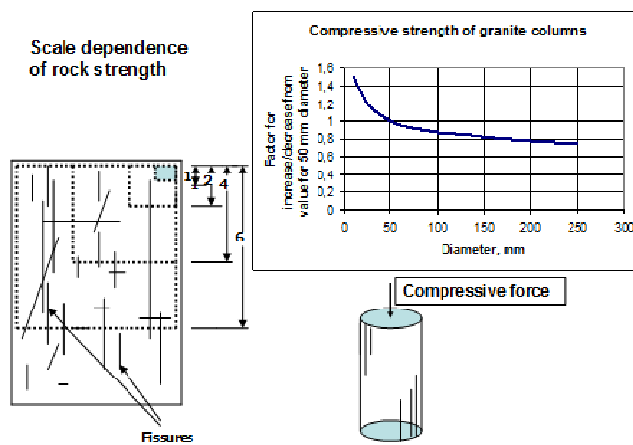 Scale dependence
of rock strength
Compressive strength of granite columns
Factor for
increase/decrease from
value for 50 mm diameter
1,6
1,4
1,2
1
0,8
0,6
0,4
0,2
0
0 50 100 150 200 250 300
Diameter, mm
1 2 4
Compressive force
Fissures